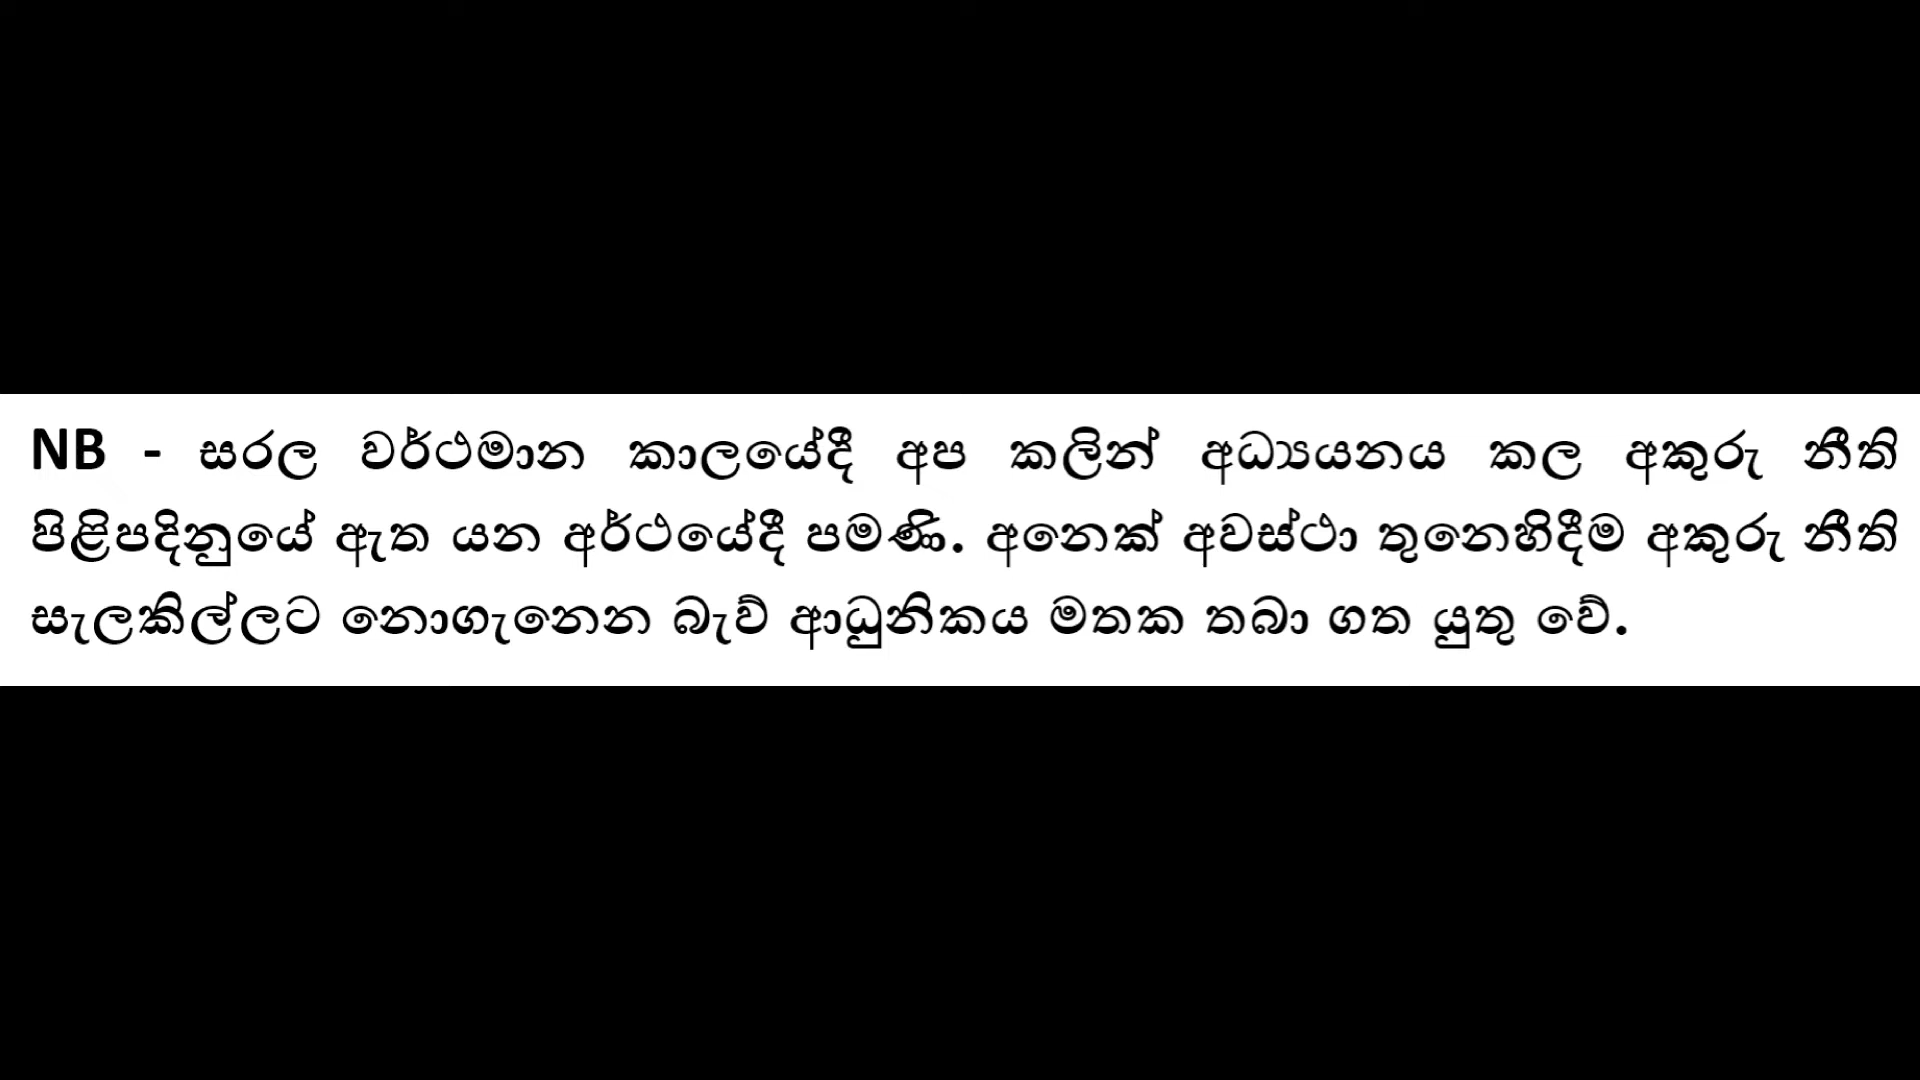 NB - සරල වර්ථමාන කාලයේදී අප කලින් අධ්‍යයනය කල අකුරු නීති
පිළිපදිනුයේ ඇත යන අර්ථයේදී පමණි. අනෙක් අවස්ථා තුනෙහිදීම අකුරු නීති
සැලකිල්ලට නොගැනෙන බැව් ආධුනිකය මතක තබා ගත යුතු වේ.